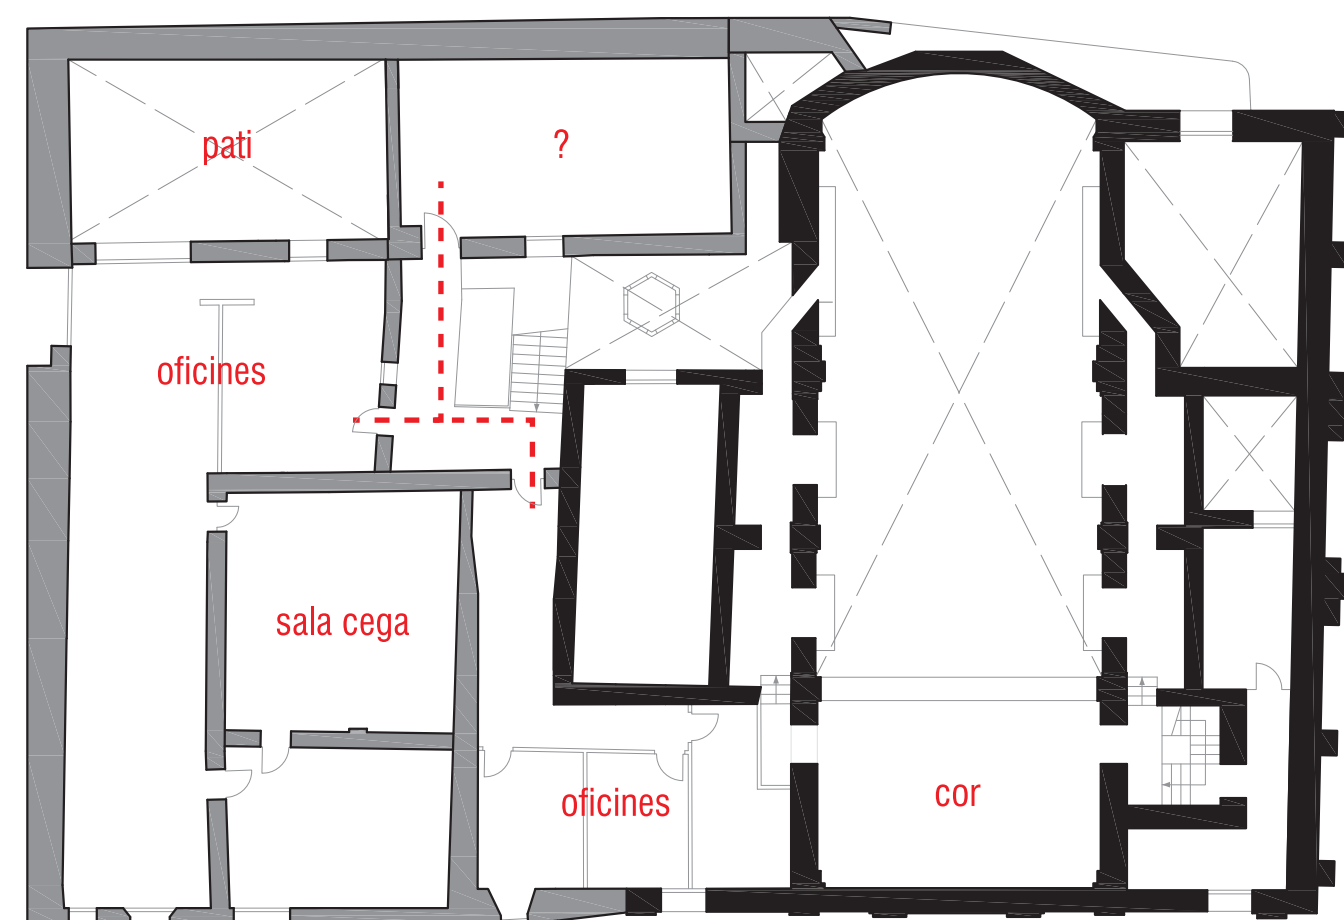 pati
?
oficines
sala cega
oficines
cor